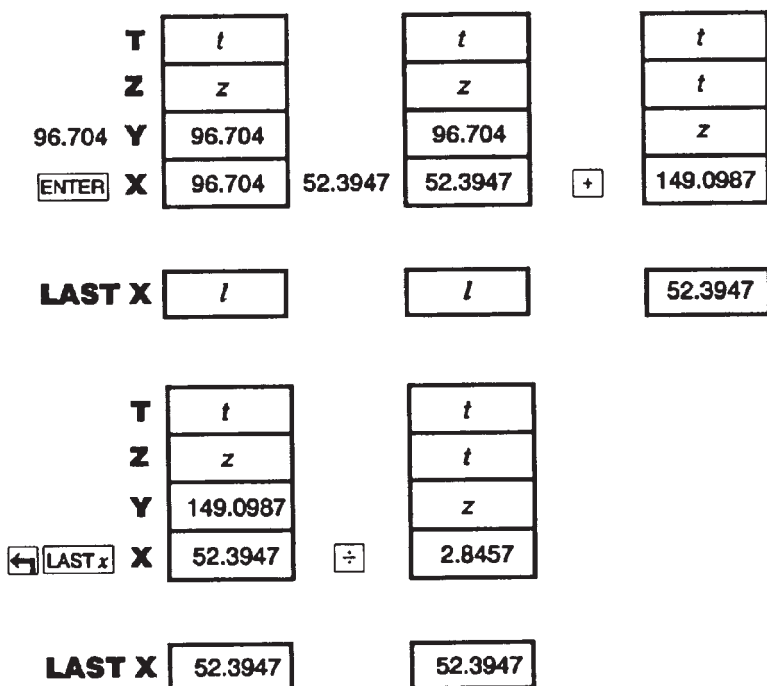 T t t t
Z z z t
96.704 Y 96.704 96.704 z
ENTER X 96.704 52.3947 52.3947 + 149.0987
LAST X l l 52.3947
T t t
Z z t
Y 149.0987 z
LAST x X 52.3947 ÷ 2.8457
LAST X 52.3947 52.3947